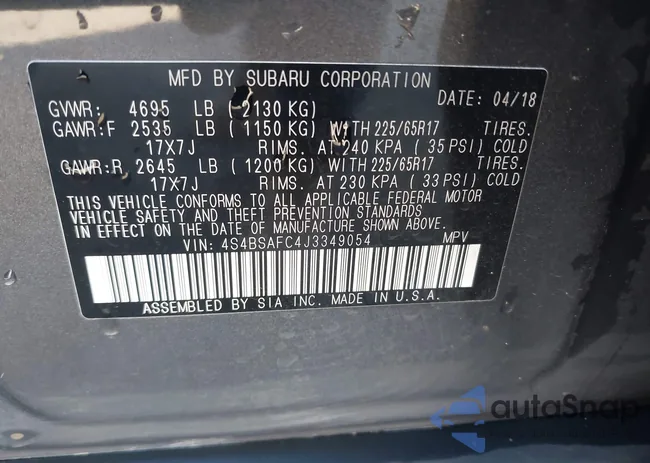 MFD BY SUBARU CORPORATION
DATE: 04/18
GVWR: 4695 LB ( 2130 KG)
GAWR:F 2535 LB ( 1150 KG) WITH 225/65R17 TIRES.
17X7J RIMS. AT 240 KPA ( 35 PSI) COLD
GAWR:R 2645 LB ( 1200 KG) WITH 225/65R17 TIRES.
17X7J RIMS. AT 230 KPA ( 33 PSI) COLD
THIS VEHICLE CONFORMS TO ALL APPLICABLE FEDERAL MOTOR
VEHICLE SAFETY AND THEFT PREVENTION STANDARDS
IN EFFECT ON THE DATE OF MANUFACTURE SHOWN ABOVE.
VIN: 4S4BSAFC4J3349054 MPV
ASSEMBLED BY SIA INC. MADE IN U.S.A.
autoSnap